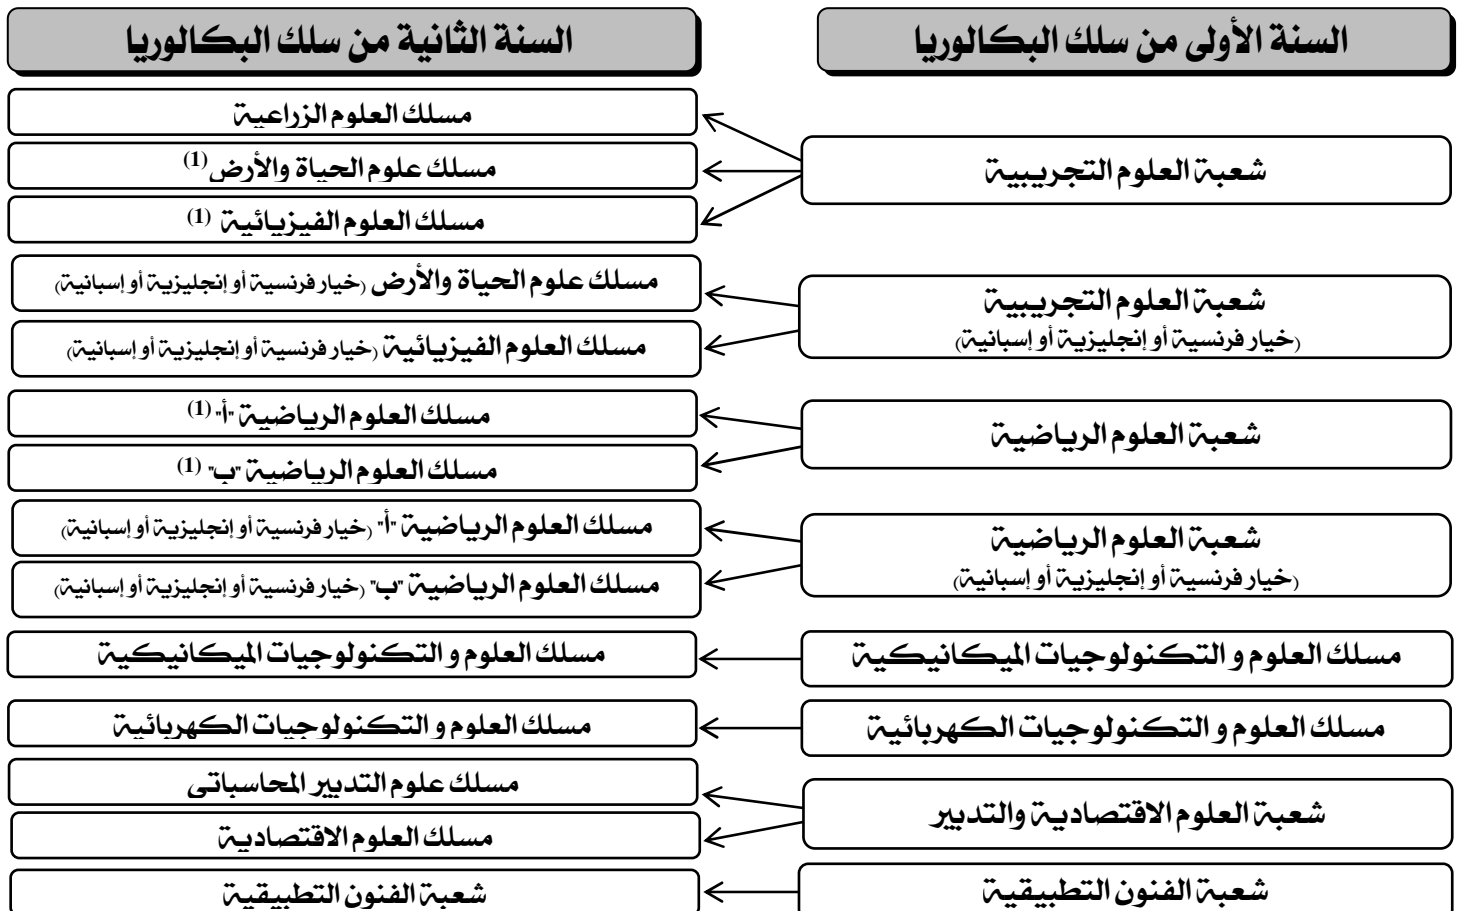 السنة الأولى من سلك البكالوريا
السنة الثانية من سلك البكالوريا
شعبة العلوم التجريبية
مسلك العلوم الزراعية
مسلك علوم الحياة والأرض (1)
مسلك العلوم الفيزيائية (1)
شعبة العلوم التجريبية
(خيار فرنسية أو إنجليزية أو إسبانية)
مسلك علوم الحياة والأرض (خيار فرنسية أو إنجليزية أو إسبانية)
مسلك العلوم الفيزيائية (خيار فرنسية أو إنجليزية أو إسبانية)
شعبة العلوم الرياضية
مسلك العلوم الرياضية "أ" (1)
مسلك العلوم الرياضية "ب" (1)
شعبة العلوم الرياضية
(خيار فرنسية أو إنجليزية أو إسبانية)
مسلك العلوم الرياضية "أ" (خيار فرنسية أو إنجليزية أو إسبانية)
مسلك العلوم الرياضية "ب" (خيار فرنسية أو إنجليزية أو إسبانية)
مسلك العلوم و التكنولوجيات الميكانيكية
مسلك العلوم و التكنولوجيات الميكانيكية
مسلك العلوم و التكنولوجيات الكهربائية
مسلك العلوم و التكنولوجيات الكهربائية
شعبة العلوم الاقتصادية والتدبير
مسلك علوم التدبير المحاسباتي
مسلك العلوم الاقتصادية
شعبة الفنون التطبيقية
شعبة الفنون التطبيقية